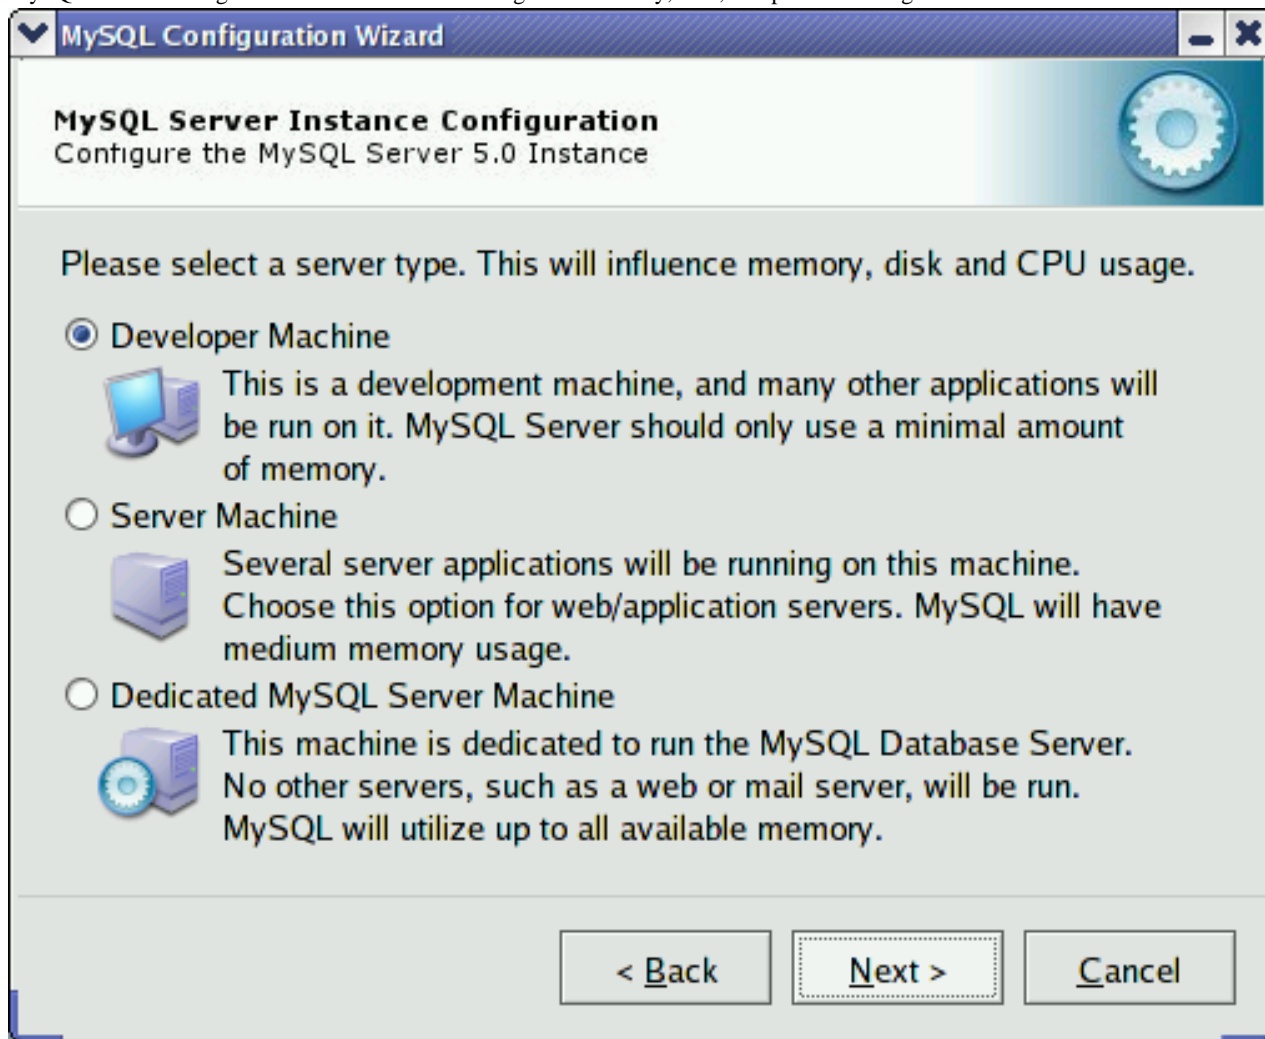 MySQL Configuration Wizard
MySQL Server Instance Configuration
Configure the MySQL Server 5.0 Instance
Please select a server type. This will influence memory, disk and CPU usage.
Developer Machine
This is a development machine, and many other applications will
be run on it. MySQL Server should only use a minimal amount
of memory.
Server Machine
Several server applications will be running on this machine.
Choose this option for web/application servers. MySQL will have
medium memory usage.
Dedicated MySQL Server Machine
This machine is dedicated to run the MySQL Database Server.
No other servers, such as a web or mail server, will be run.
MySQL will utilize up to all available memory.
< Back
Next >
Cancel